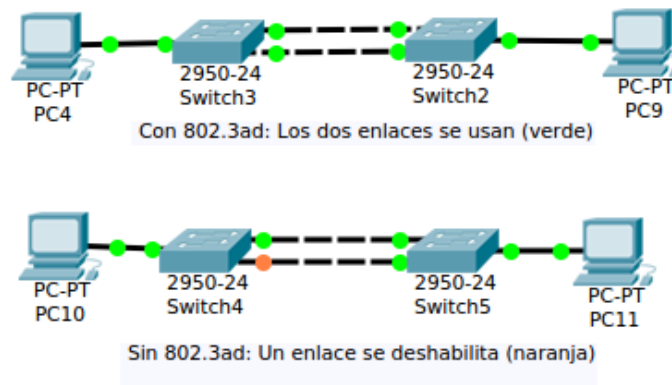 PC-PT
PC4
2950-24
Switch3
2950-24
Switch2
PC-PT
PC9
Con 802.3ad: Los dos enlaces se usan (verde)
PC-PT
PC10
2950-24
Switch4
2950-24
Switch5
PC-PT
PC11
Sin 802.3ad: Un enlace se deshabilita (naranja)